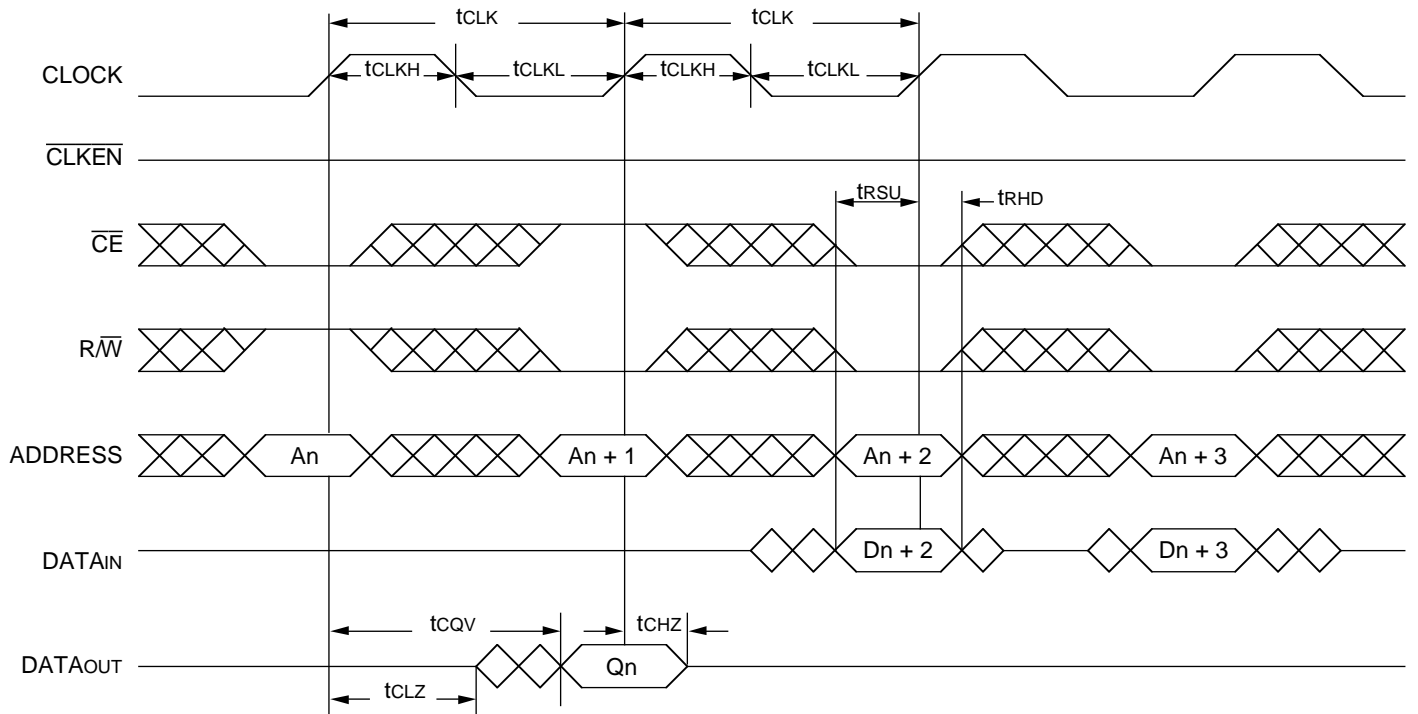 tCLK tCLK
CLOCK tCLKH tCLKL tCLKH tCLKL
CLKEN
tRSU tRHD
CE
R/W
ADDRESS An An + 1 An + 2 An + 3
DATAIN Dn + 2 Dn + 3
tCQV tCHZ
DATAOUT Qn
tCLZ